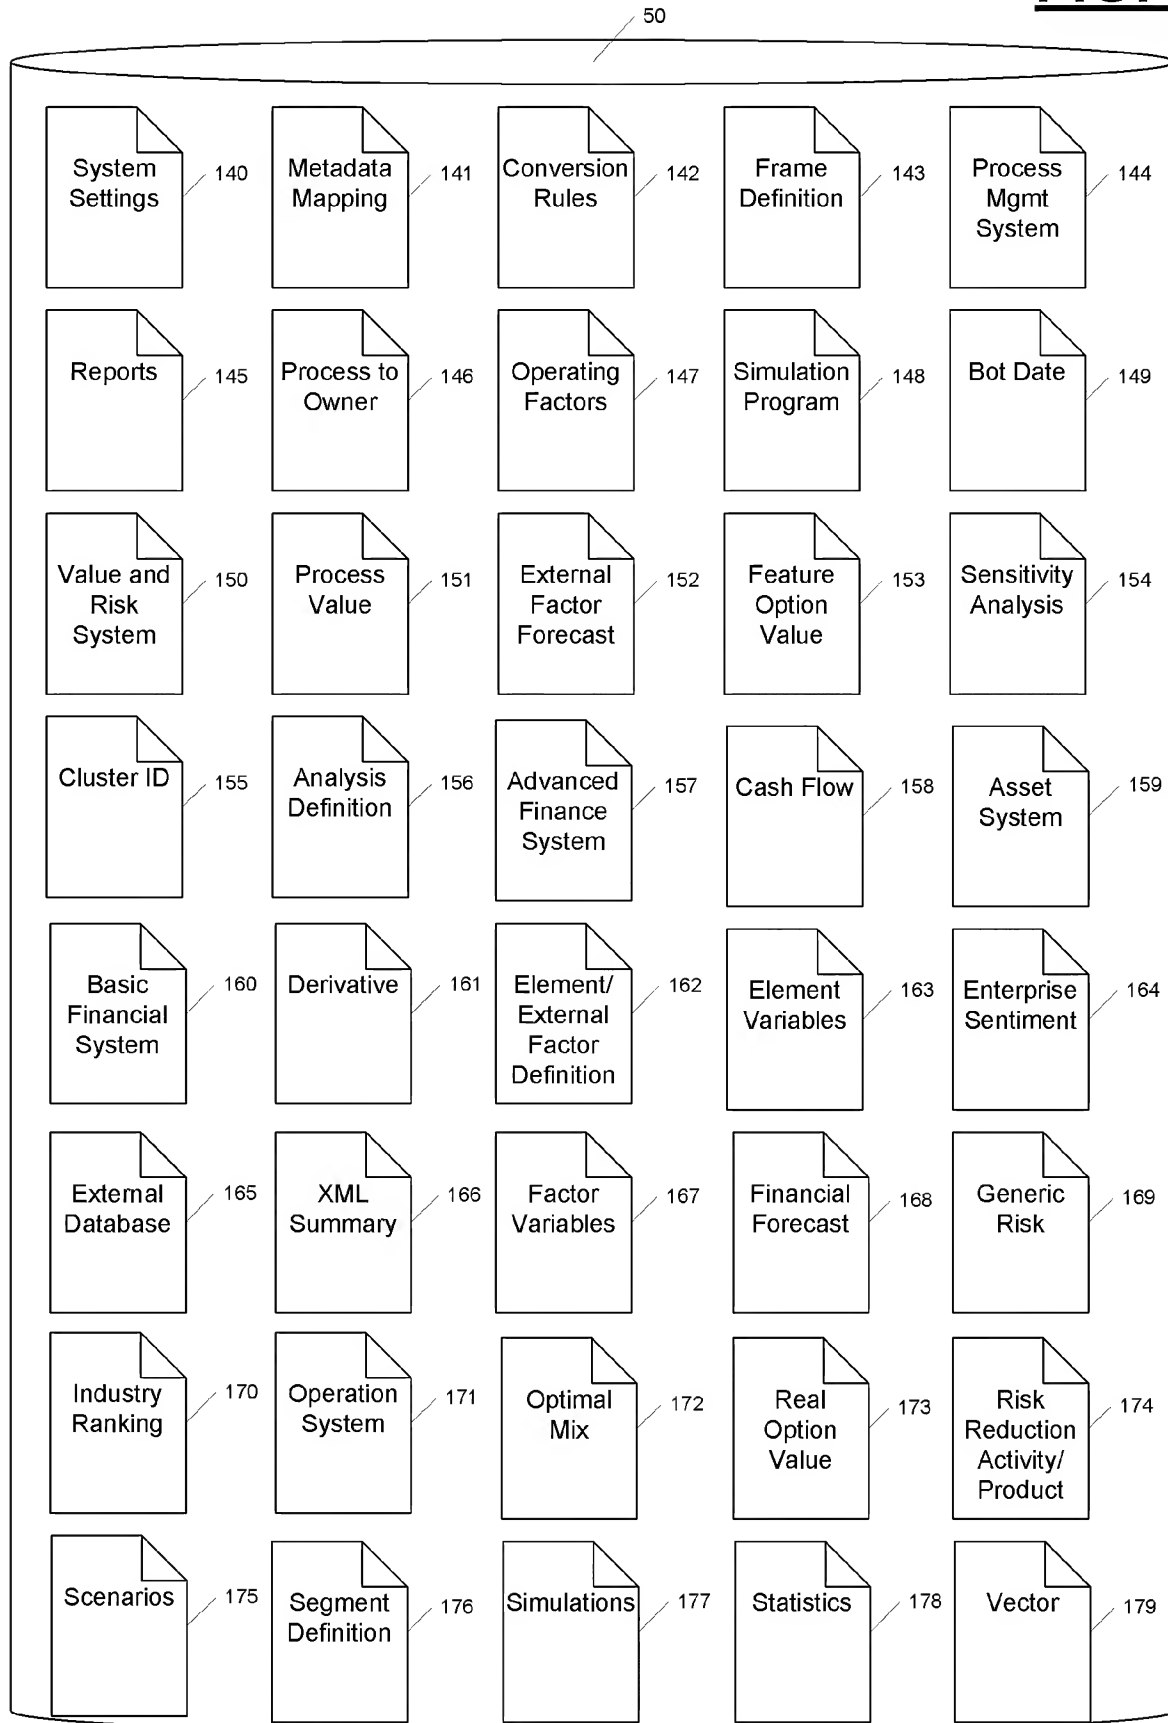 50
System
Settings
140
Metadata
Mapping
141
Conversion
Rules
142
Frame
Definition
143
Process
Mgmt
System
144
Reports
145
Process to
Owner
146
Operating
Factors
147
Simulation
Program
148
Bot Date
149
Value and
Risk
System
150
Process
Value
151
External
Factor
Forecast
152
Feature
Option
Value
153
Sensitivity
Analysis
154
Cluster ID
155
Analysis
Definition
156
Advanced
Finance
System
157
Cash Flow
158
Asset
System
159
Basic
Financial
System
160
Derivative
161
Element/
External
Factor
Definition
162
Element
Variables
163
Enterprise
Sentiment
164
External
Database
165
XML
Summary
166
Factor
Variables
167
Financial
Forecast
168
Generic
Risk
169
Industry
Ranking
170
Operation
System
171
Optimal
Mix
172
Real
Option
Value
173
Risk
Reduction
Activity/
Product
174
Scenarios
175
Segment
Definition
176
Simulations
177
Statistics
178
Vector
179